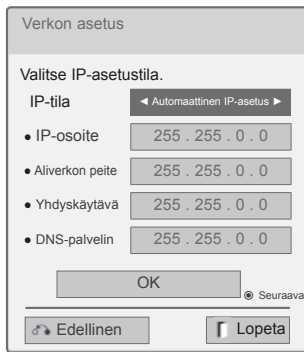 Verkon asetus
Valitse IP-asetustila.
IP-tila ◄ Automaattinen IP-asetus ►
● IP-osoite 255 . 255 . 0 . 0
● Aliverkon peite 255 . 255 . 0 . 0
● Yhdyskäytävä 255 . 255 . 0 . 0
● DNS-palvelin 255 . 255 . 0 . 0
OK
◉ Seuraava
Edellinen
Lopeta